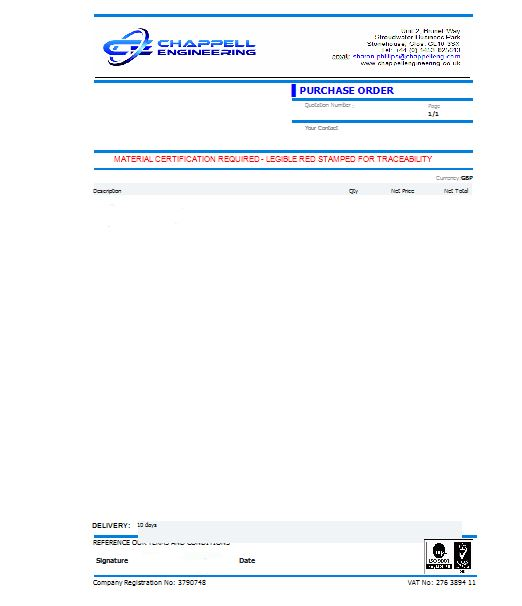 CHAPPELL
ENGINEERING
Unit 2, Brunel Way
Stroudwater Business Park
Stonehouse, Glos. GL10 3SX
Tel: +44 (0)
email: sharon.phillips@chappelleng.com
www.chappellengineering.co.uk
PURCHASE ORDER
Quotation Number:
Page
1/1
Your Contact
MATERIAL CERTIFICATION REQUIRED - LEGIBLE RED STAMPED FOR TRACEABILITY
Currency GBP
Description Qty Net Price Net Total
DELIVERY: 10 days
REFERENCE OUR TERMS AND CONDITIONS
Signature Date
ISO 9001
Company Registration No: 3790748 VAT No: 276 3894 11